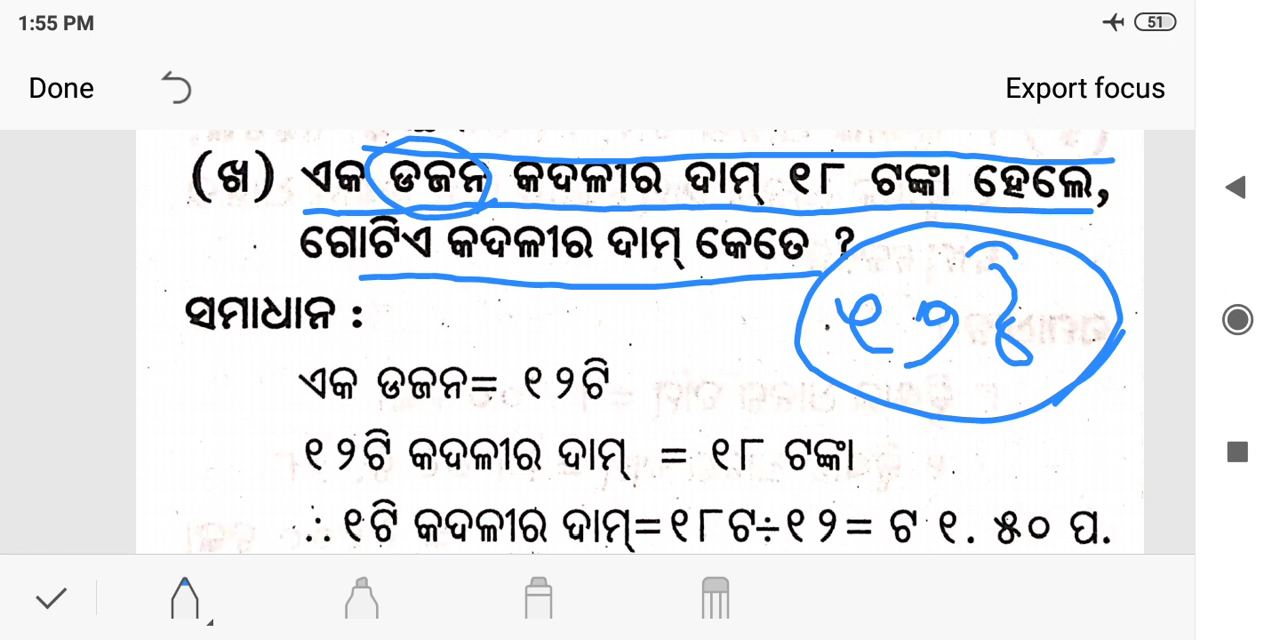 1:55 PM
51
Done
Export focus
(ଖ) ଏକ ଡଜନ କଦଳୀର ଦାମ୍ ୧୮ ଟଙ୍କା ହେଲେ,
ଗୋଟିଏ କଦଳୀର ଦାମ୍ କେତେ ?
୧୨ଟି
ସମାଧାନ :
ଏକ ଡଜନ= ୧୨ଟି
୧୨ଟି କଦଳୀର ଦାମ୍ = ୧୮ ଟଙ୍କା
∴ ୧ଟି କଦଳୀର ଦାମ୍=୧୮ଟ÷୧୨= ଟ ୧. ୫୦ ପ.